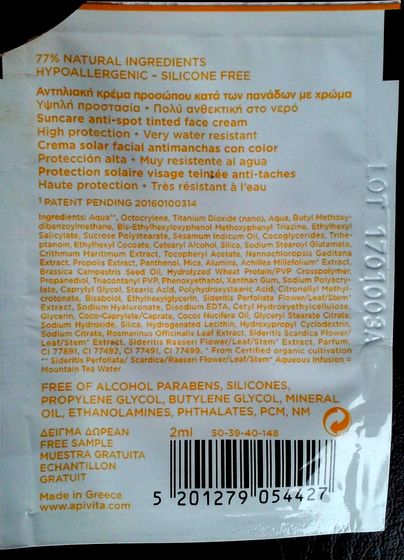 77% NATURAL INGREDIENTS
HYPOALLERGENIC – SILICONE FREE
Αντηλιακή κρέμα προσώπου κατά των πανάδων με χρώμα
Υψηλή προστασία • Πολύ ανθεκτική στο νερό
Suncare anti-spot tinted face cream
High protection • Very water resistant
Crema solar facial antimanchas con color
Protección alta • Muy resistente al agua
Protection solaire visage teintée anti-taches
Haute protection • Très résistant à l'eau
¹ PATENT PENDING 20160100314
Ingredients: Aqua**, Octocrylene, Titanium Dioxide (nano), Aqua, Butyl Methoxy-
dibenzoylmethane, Bis-Ethylhexyloxyphenol Methoxyphenyl Triazine, Ethylhexyl
Salicylate, Sucrose Polystearate, Sesamum Indicum Oil, Cocoglycerides, Trihe-
ptanoin, Ethylhexyl Cocoate, Cetearyl Alcohol, Silica, Sodium Stearoyl Glutamate,
Crithmum Maritimum Extract, Tocopheryl Acetate, Nannochloropsis Gaditana
Extract, Propolis Extract, Panthenol, Mica, Alumina, Achillea Millefolium* Extract,
Brassica Campestris Seed Oil, Hydrolyzed Wheat Protein/PVP Crosspolymer,
Propanediol, Triacontanyl PVP, Phenoxyethanol, Xanthan Gum, Sodium Polyacry-
late, Caprylyl Glycol, Stearic Acid, Polyhydroxystearic Acid, Citronellyl Methyl-
crotonate, Bisabolol, Ethylhexylglycerin, Sideritis Perfoliata Flower/Leaf/Stem*
Extract, Sodium Hyaluronate, Disodium EDTA, Cetyl Hydroxyethylcellulose,
Glycerin, Coco-Caprylate/Caprate, Cocos Nucifera Oil, Glyceryl Stearate Citrate,
Sodium Hydroxide, Silica, Hydrogenated Lecithin, Hydroxypropyl Cyclodextrin,
Sodium Citrate, Rosmarinus Officinalis Leaf Extract, Sideritis Scardica Flower/
Leaf/Stem* Extract, Sideritis Raeseri Flower/Leaf/Stem* Extract, Parfum,
CI 77891, CI 77492, CI 77491, CI 77499. * From Certified organic cultivation
** Sideritis Perfoliata/ Scardica/Raeseri Flower/Leaf/Stem* Aqueous Infusion =
Mountain Tea Water
FREE OF ALCOHOL PARABENS, SILICONES,
PROPYLENE GLYCOL, BUTYLENE GLYCOL, MINERAL
OIL, ETHANOLAMINES, PHTHALATES, PCM, NM
ΔΕΙΓΜΑ ΔΩΡΕΑΝ
FREE SAMPLE
MUESTRA GRATUITA
ECHANTILLON
GRATUIT
Made in Greece
www.apivita.com
2ml 50-39-40-148
5 201279 054427